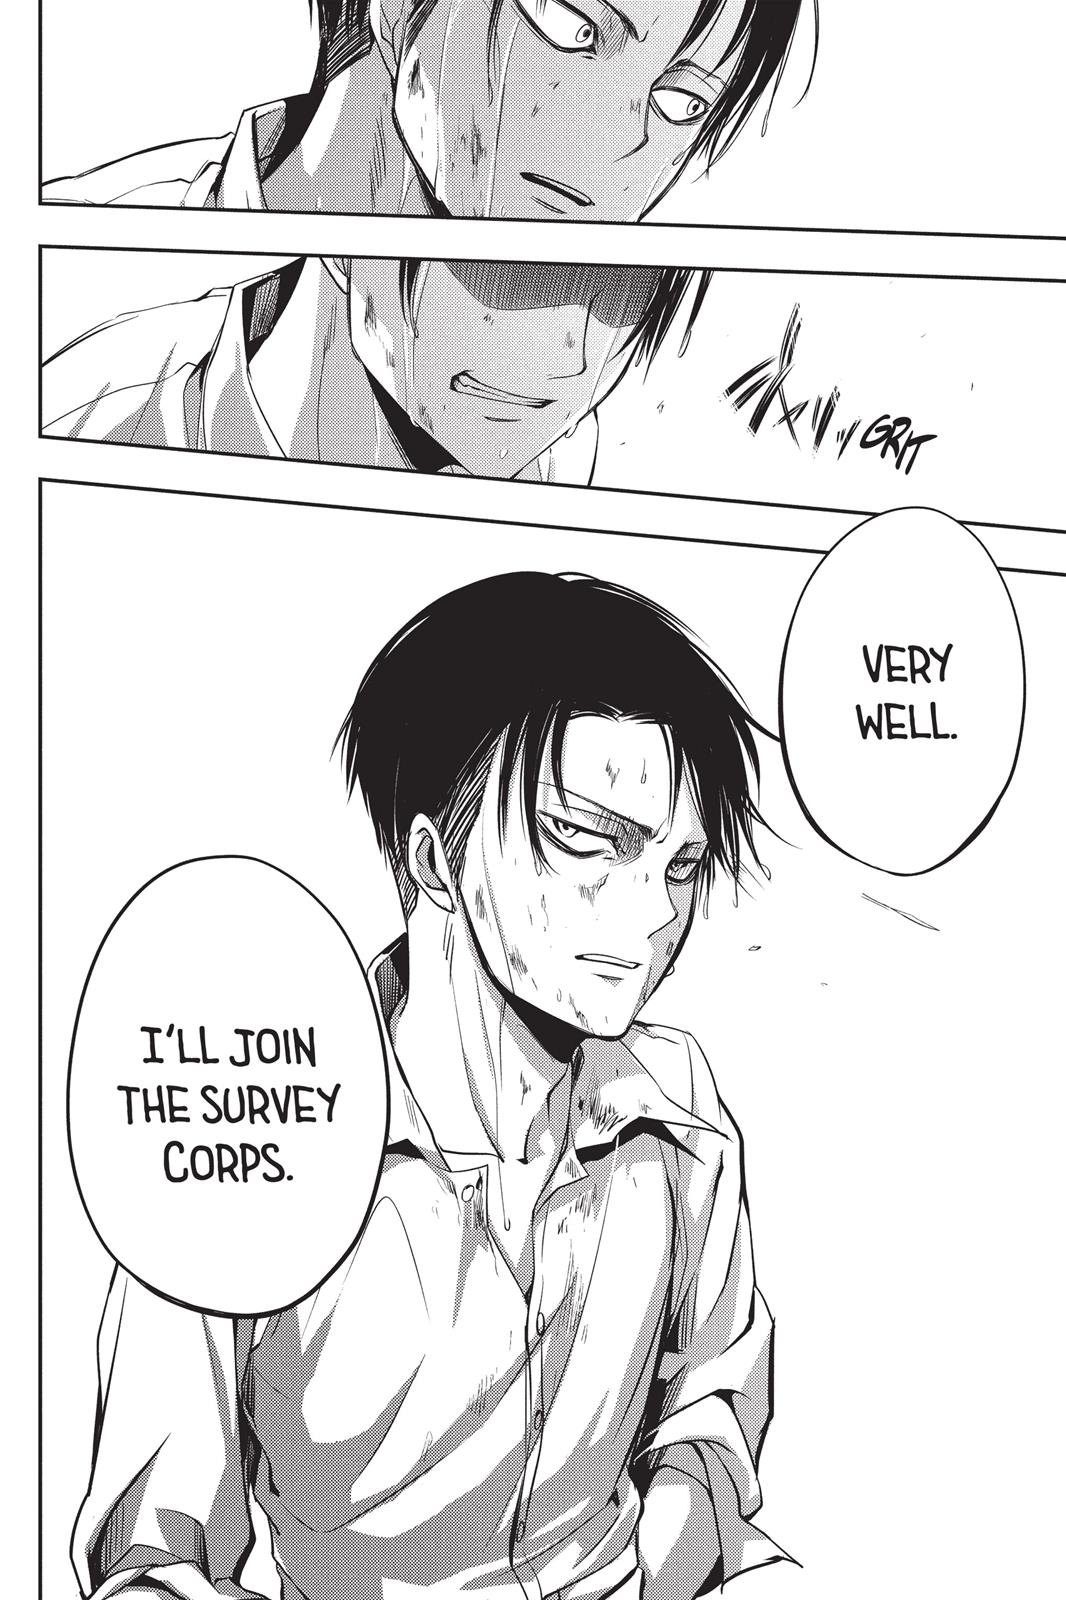 GRIT
VERY
WELL.
I'LL JOIN
THE SURVEY
CORPS.